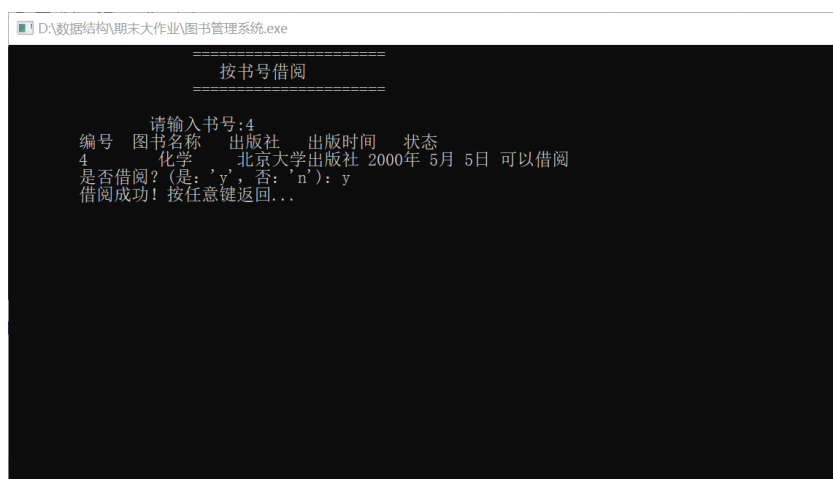 D:\数据结构\期末大作业\图书管理系统.exe
======================
按书号借阅
======================
请输入书号:4
编号 图书名称 出版社 出版时间 状态
4 化学 北京大学出版社 2000年 5月 5日 可以借阅
是否借阅？(是：'y'，否：'n')：y
借阅成功！按任意键返回...